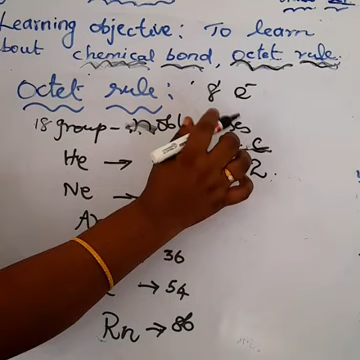 Learning objective: To learn
bout chemical bond, Octet rule.
Octet rule: 8 e⁻
18 group -
He → 2
Ne →
36
→ 54
Rn → 86